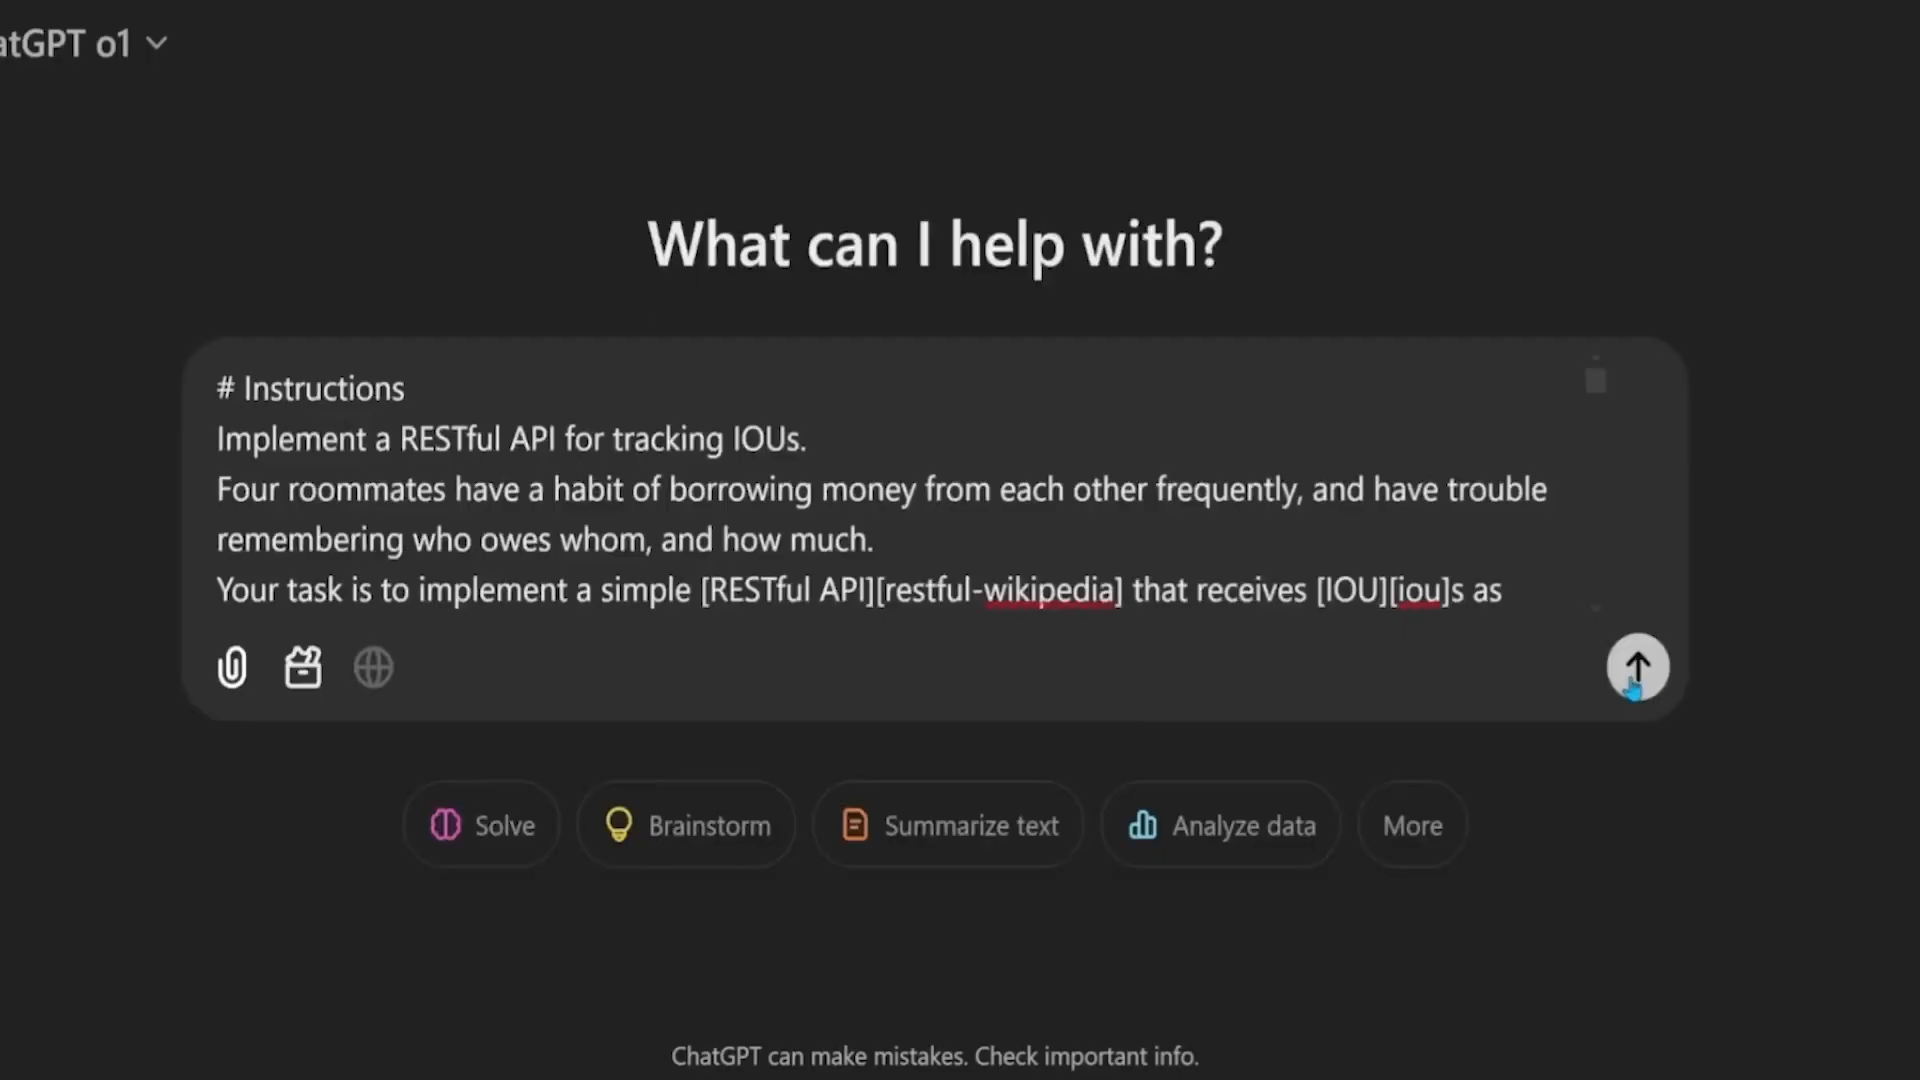 atGPT o1
What can I help with?
# Instructions
Implement a RESTful API for tracking IOUs.
Four roommates have a habit of borrowing money from each other frequently, and have trouble
remembering who owes whom, and how much.
Your task is to implement a simple [RESTful API][restful-wikipedia] that receives [IOU][iou]s as
Solve
Brainstorm
Summarize text
Analyze data
More
ChatGPT can make mistakes. Check important info.